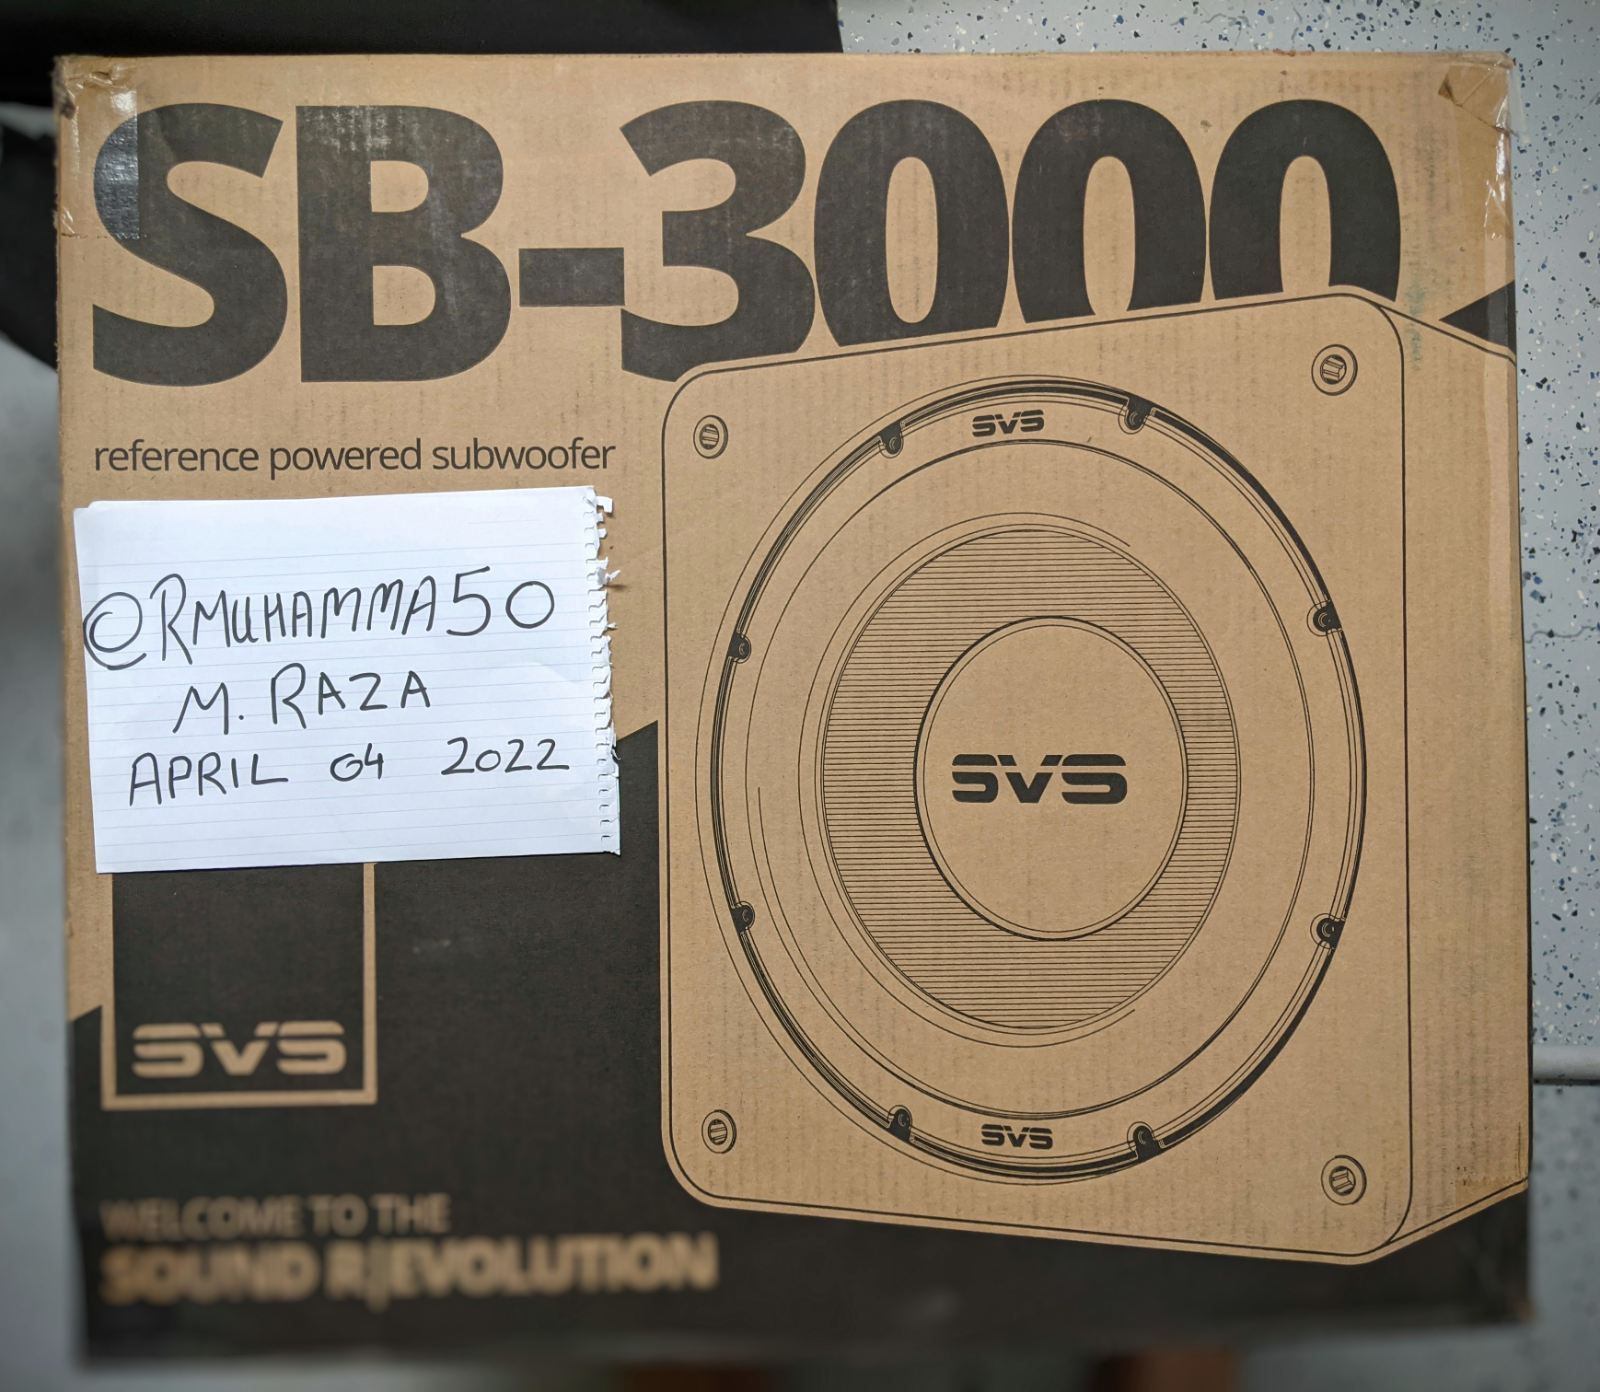 SB-3000
reference powered subwoofer
@RMUHAMMA50
M. RAZA
APRIL 04 2022
SVS
SVS
SVS
SVS
WELCOME TO THE
SOUND R|EVOLUTION